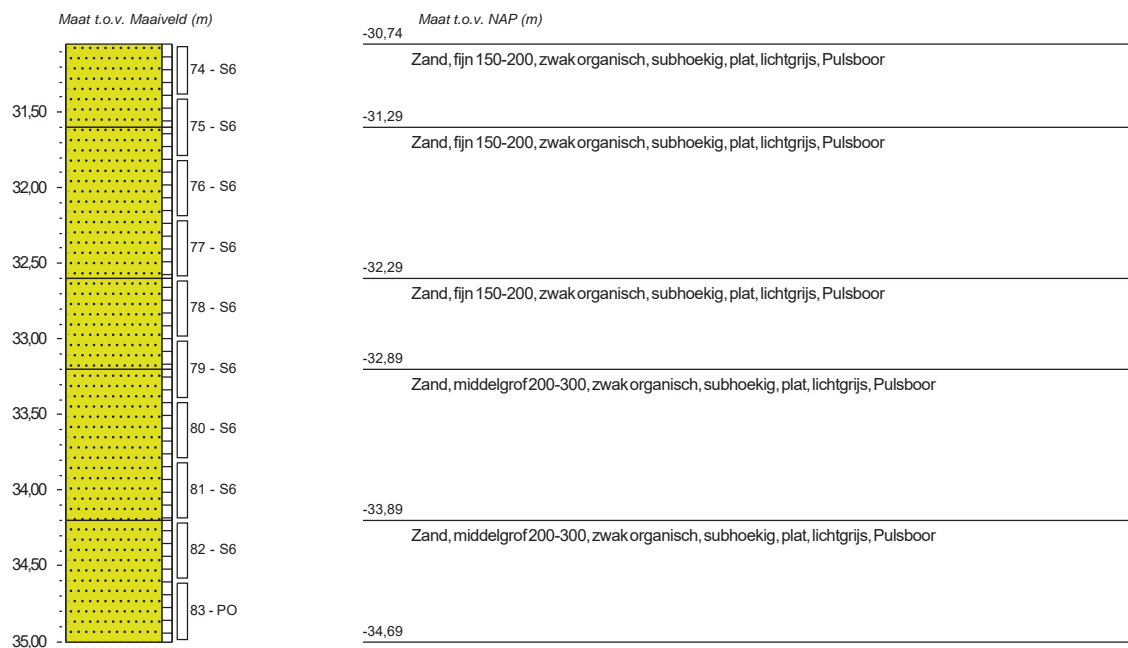 Maat t.o.v. Maaiveld (m)
Maat t.o.v. NAP (m)
-30,74
Zand, fijn 150-200, zwak organisch, subhoekig, plat, lichtgrijs, Pulsboor
74 - S6
31,50
75 - S6
-31,29
Zand, fijn 150-200, zwak organisch, subhoekig, plat, lichtgrijs, Pulsboor
32,00
76 - S6
77 - S6
32,50
-32,29
Zand, fijn 150-200, zwak organisch, subhoekig, plat, lichtgrijs, Pulsboor
78 - S6
33,00
-32,89
79 - S6
Zand, middelgrof 200-300, zwak organisch, subhoekig, plat, lichtgrijs, Pulsboor
33,50
80 - S6
34,00
81 - S6
-33,89
Zand, middelgrof 200-300, zwak organisch, subhoekig, plat, lichtgrijs, Pulsboor
82 - S6
34,50
83 - PO
-34,69
35,00